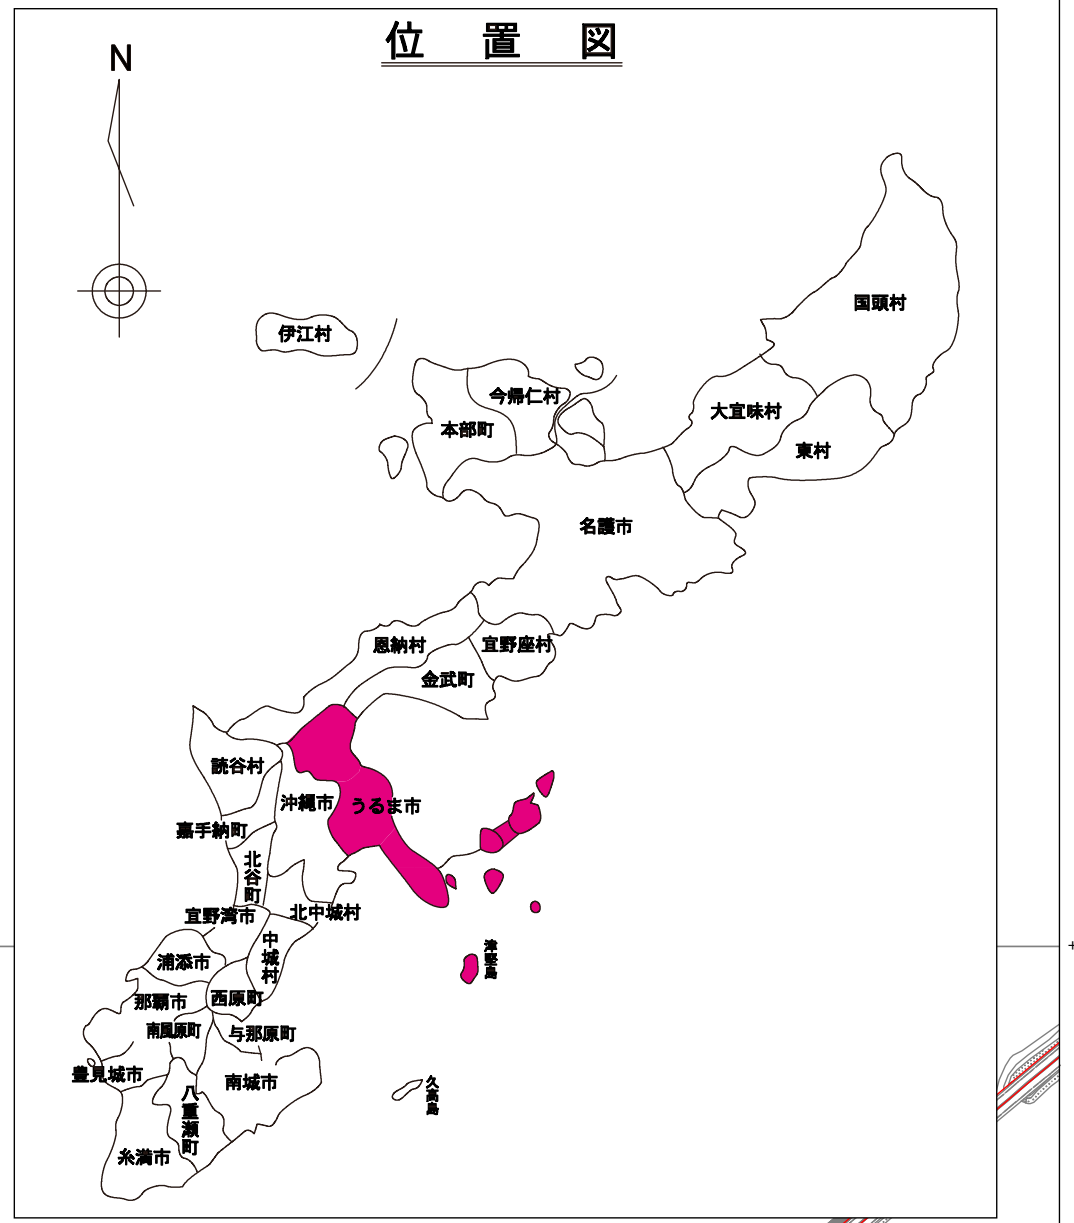 位置図
N
国頭村
伊江村
今帰仁村
大宜味村
本部町
東村
名護市
恩納村
宜野座村
金武町
読谷村
沖縄市
うるま市
嘉手納町
北谷町
宜野湾市
北中城村
中城村
津堅島
浦添市
西原町
那覇市
南風原町
与那原町
豊見城市
南城市
久高島
八重瀬町
糸満市